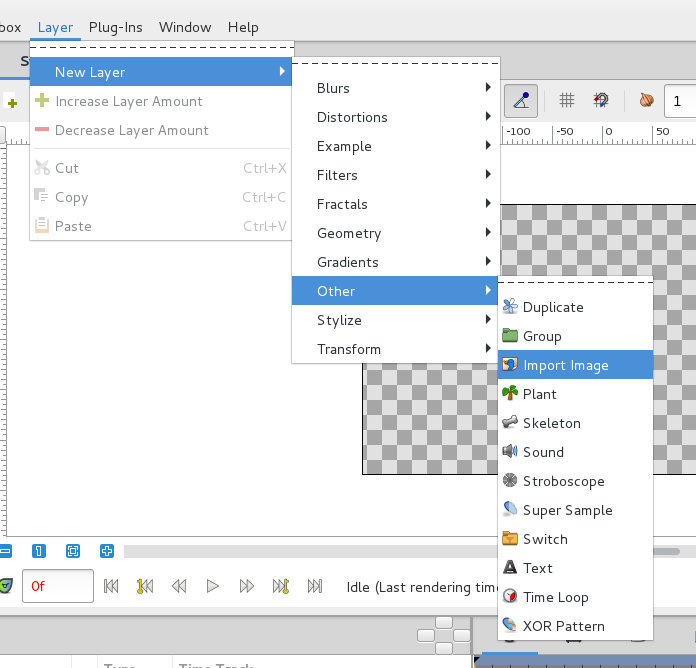 box Layer Plug-Ins Window Help
New Layer
Increase Layer Amount
Decrease Layer Amount
Cut Ctrl+X
Copy Ctrl+C
Paste Ctrl+V
Blurs
Distortions
Example
Filters
Fractals
Geometry
Gradients
Other
Stylize
Transform
1
-100 -50 0 50
Duplicate
Group
Import Image
Plant
Skeleton
Sound
Stroboscope
Super Sample
Switch
Text
Time Loop
XOR Pattern
0f
Idle (Last rendering time
Type Time Track